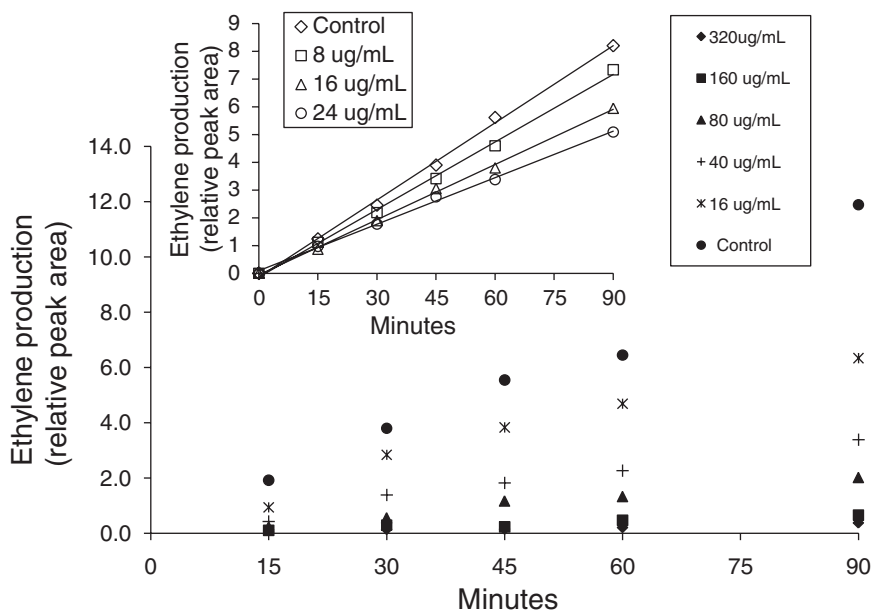 9
8
7
6
5
4
3
2
1
0
Ethylene production
(relative peak area)
Control
8 ug/mL
16 ug/mL
24 ug/mL
0 15 30 45 60 90
Minutes
320ug/mL
160 ug/mL
80 ug/mL
40 ug/mL
16 ug/mL
Control
14.0
12.0
10.0
8.0
6.0
4.0
2.0
0.0
Ethylene production
(relative peak area)
0 15 30 45 60 75 90
Minutes